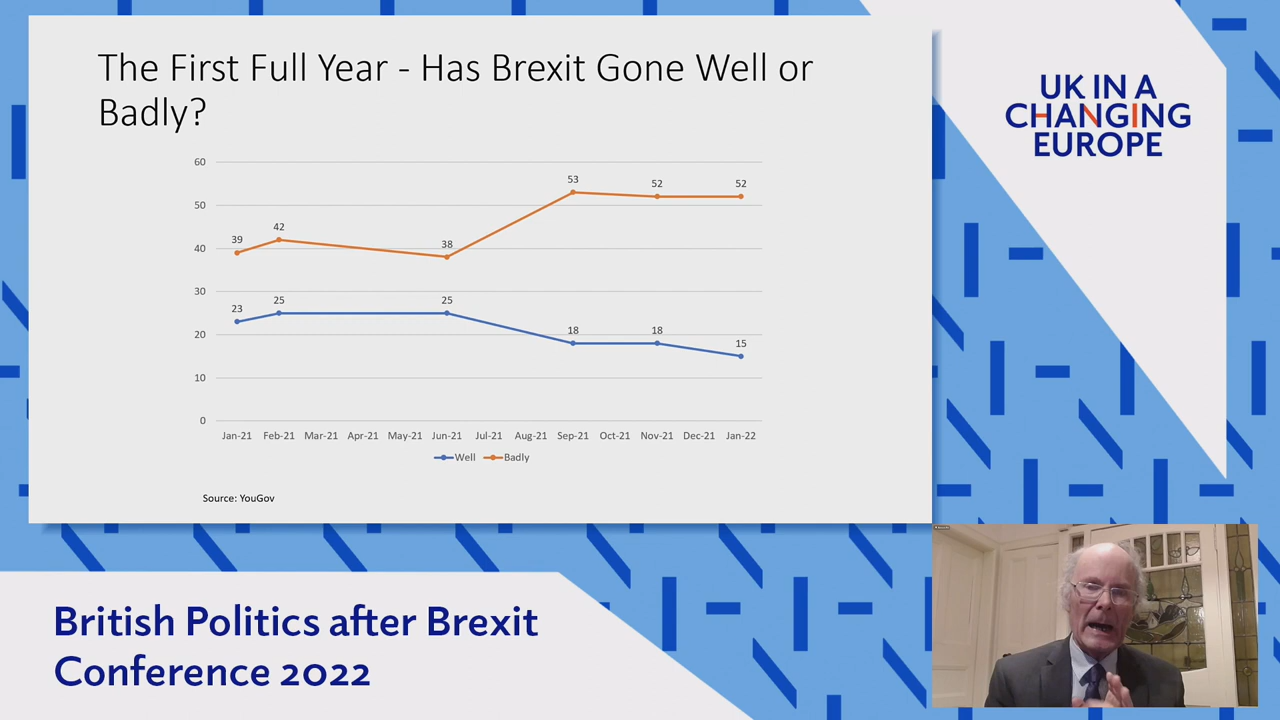 The First Full Year - Has Brexit Gone Well or
Badly?
60
50
40
30
20
10
0
39
42
38
53
52
52
23
25
25
18
18
15
Jan-21 Feb-21 Mar-21 Apr-21 May-21 Jun-21 Jul-21 Aug-21 Sep-21 Oct-21 Nov-21 Dec-21 Jan-22
Well Badly
Source: YouGov
UK IN A
CHANGING
EUROPE
British Politics after Brexit
Conference 2022